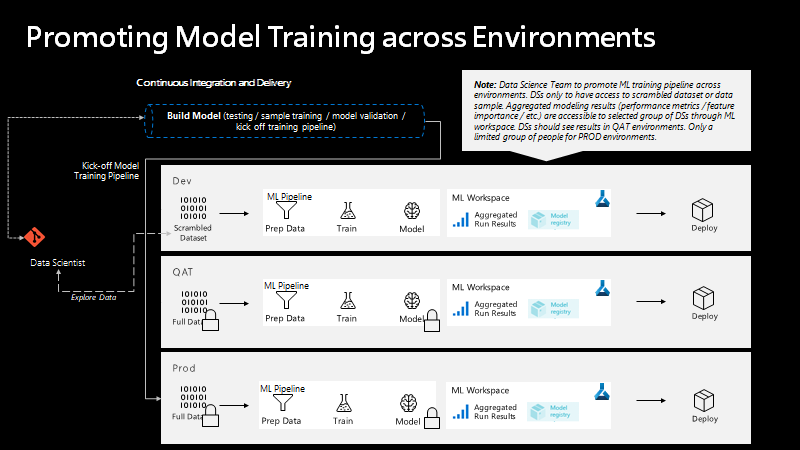 Promoting Model Training across Environments
Continuous Integration and Delivery
Note: Data Science Team to promote ML training pipeline across
environments. DSs only to have access to scrambled dataset or data
sample. Aggregated modeling results (performance metrics / feature
importance / etc.) are accessible to selected group of DSs through ML
workspace. DSs should see results in QAT environments. Only a
limited group of people for PROD environments.
Build Model (testing / sample training / model validation /
kick off training pipeline)
Kick-off Model
Training Pipeline
Data Scientist
Explore Data
Dev
101010
010101
101010
Scrambled
Dataset
ML Pipeline
Prep Data
Train
Model
ML Workspace
Aggregated
Run Results
Model
registry
Deploy
QAT
101010
010101
101010
Full Data
ML Pipeline
Prep Data
Train
Model
ML Workspace
Aggregated
Run Results
Model
registry
Deploy
Prod
101010
010101
101010
Full Data
ML Pipeline
Prep Data
Train
Model
ML Workspace
Aggregated
Run Results
Model
registry
Deploy